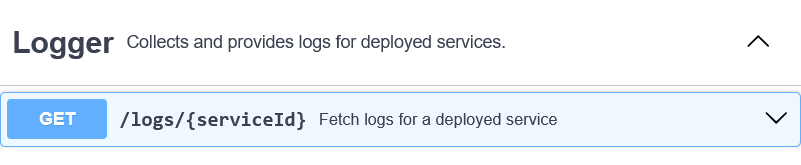 Logger Collects and provides logs for deployed services.
GET /logs/{serviceId} Fetch logs for a deployed service